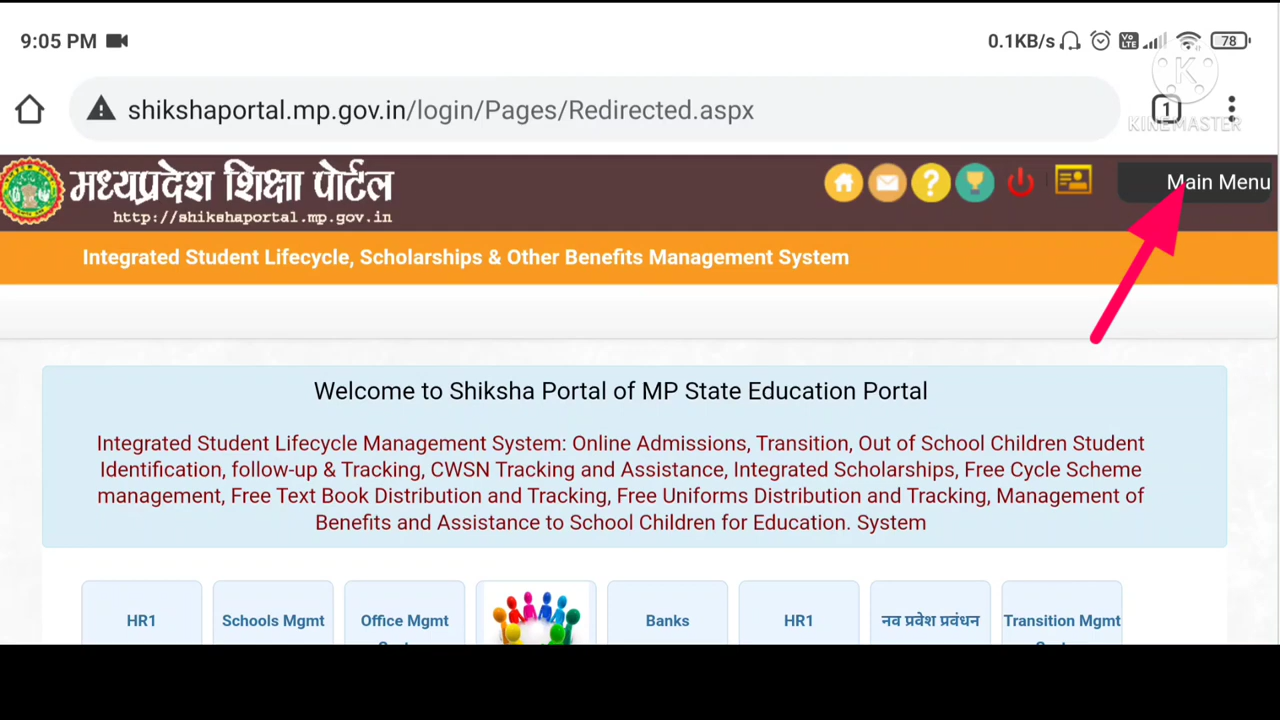 9:05 PM
0.1KB/s
Vo LTE
78
shikshaportal.mp.gov.in/login/Pages/Redirected.aspx
1
K
KINEMASTER
मध्यप्रदेश शिक्षा पोर्टल
http://shikshaportal.mp.gov.in
?
Main Menu
Integrated Student Lifecycle, Scholarships & Other Benefits Management System
Welcome to Shiksha Portal of MP State Education Portal
Integrated Student Lifecycle Management System: Online Admissions, Transition, Out of School Children Student
Identification, follow-up & Tracking, CWSN Tracking and Assistance, Integrated Scholarships, Free Cycle Scheme
management, Free Text Book Distribution and Tracking, Free Uniforms Distribution and Tracking, Management of
Benefits and Assistance to School Children for Education. System
HR1
Schools Mgmt
Office Mgmt
Banks
HR1
नव प्रवेश प्रवंधन
Transition Mgmt